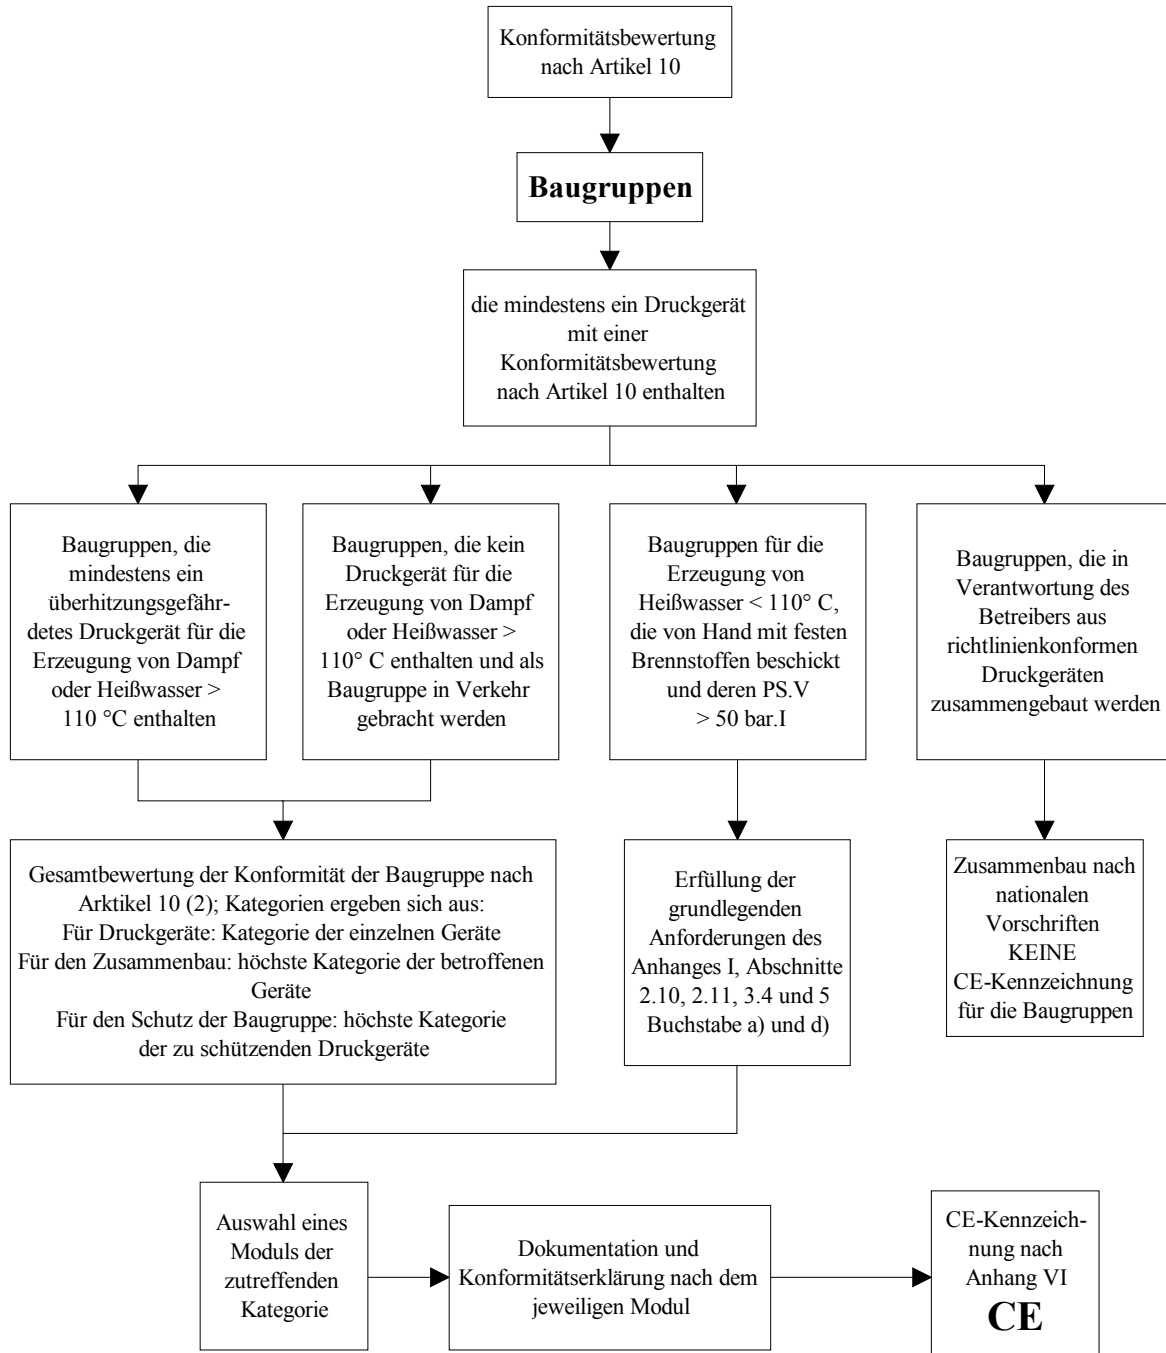 Konformitätsbewertung
nach Artikel 10
Baugruppen
die mindestens ein Druckgerät
mit einer
Konformitätsbewertung
nach Artikel 10 enthalten
Baugruppen, die
mindestens ein
überhitzungsgefähr-
detes Druckgerät für die
Erzeugung von Dampf
oder Heißwasser >
110 °C enthalten
Baugruppen, die kein
Druckgerät für die
Erzeugung von Dampf
oder Heißwasser >
110° C enthalten und als
Baugruppe in Verkehr
gebracht werden
Baugruppen für die
Erzeugung von
Heißwasser < 110° C,
die von Hand mit festen
Brennstoffen beschickt
und deren PS.V
> 50 bar.I
Baugruppen, die in
Verantwortung des
Betreibers aus
richtlinienkonformen
Druckgeräten
zusammengebaut werden
Gesamtbewertung der Konformität der Baugruppe nach
Arktikel 10 (2); Kategorien ergeben sich aus:
Für Druckgeräte: Kategorie der einzelnen Geräte
Für den Zusammenbau: höchste Kategorie der betroffenen
Geräte
Für den Schutz der Baugruppe: höchste Kategorie
der zu schützenden Druckgeräte
Erfüllung der
grundlegenden
Anforderungen des
Anhanges I, Abschnitte
2.10, 2.11, 3.4 und 5
Buchstabe a) und d)
Zusammenbau nach
nationalen
Vorschriften
KEINE
CE-Kennzeichnung
für die Baugruppen
Auswahl eines
Moduls der
zutreffenden
Kategorie
Dokumentation und
Konformitätserklärung nach dem
jeweiligen Modul
CE-Kennzeich-
nung nach
Anhang VI
CE